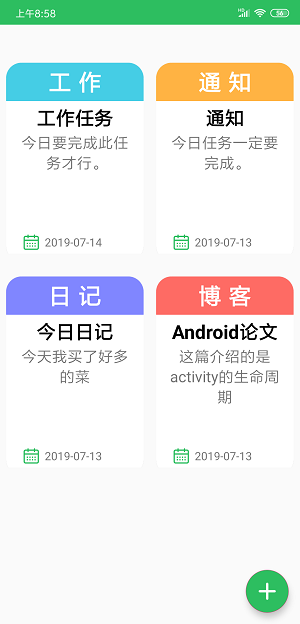 上午8:58
工作
通知
工作任务
今日要完成此任
务才行。
通知
今日任务一定要
完成。
2019-07-14
2019-07-13
日记
博客
今日日记
今天我买了好多
的菜
Android论文
这篇介绍的是
activity的生命周
期
2019-07-13
2019-07-13